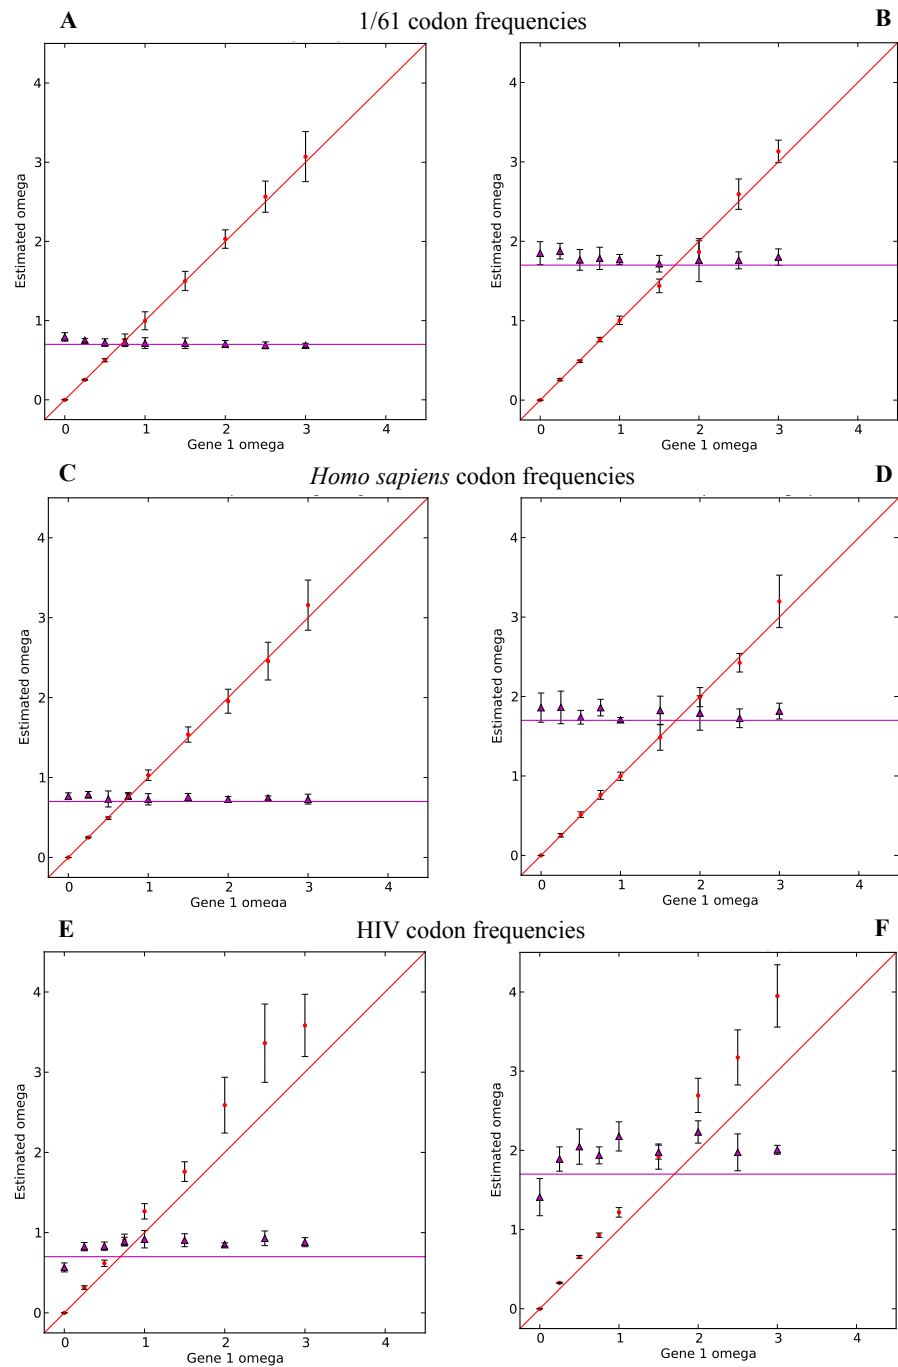 A
1/61 codon frequencies
B
4
3
2
1
0
Estimated omega
0 1 2 3 4
Gene 1 omega
4
3
2
1
0
Estimated omega
0 1 2 3 4
Gene 1 omega
C
Homo sapiens codon frequencies
D
4
3
2
1
0
Estimated omega
0 1 2 3 4
Gene 1 omega
4
3
2
1
0
Estimated omega
0 1 2 3 4
Gene 1 omega
E
HIV codon frequencies
F
4
3
2
1
0
Estimated omega
0 1 2 3 4
Gene 1 omega
4
3
2
1
0
Estimated omega
0 1 2 3 4
Gene 1 omega